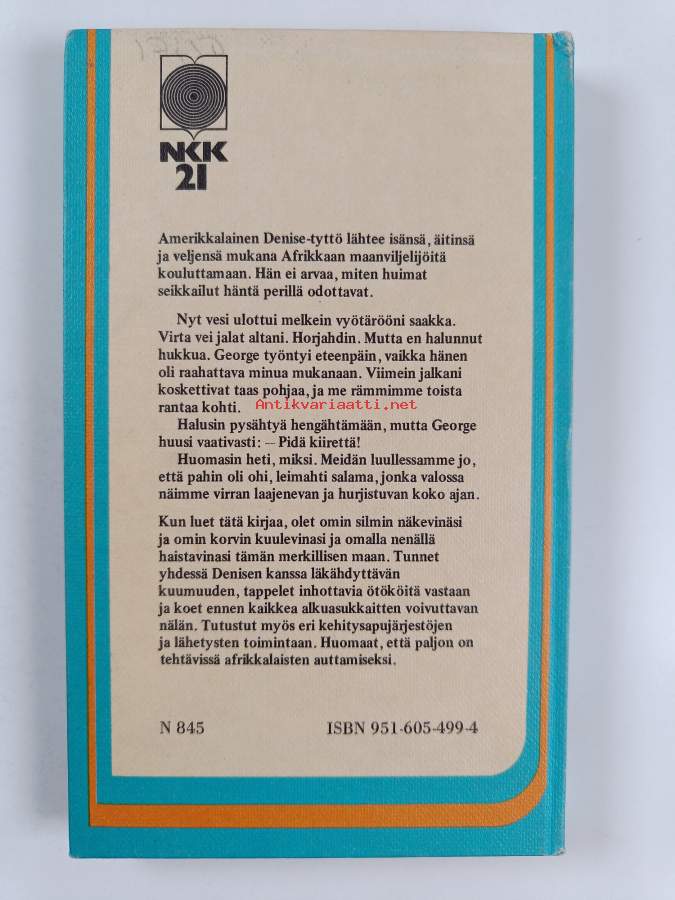 NKK
21
Amerikkalainen Denise-tyttö lähtee isänsä, äitinsä
ja veljensä mukana Afrikkaan maanviljelijöitä
kouluttamaan. Hän ei arvaa, miten huimat
seikkailut häntä perillä odottavat.
Nyt vesi ulottui melkein vyötärööni saakka.
Virta vei jalat altani. Horjahdin. Mutta en halunnut
hukkua. George työntyi eteenpäin, vaikka hänen
oli raahattava minua mukanaan. Viimein jalkani
koskettivat taas pohjaa, ja me rämmimme toista
rantaa kohti.
Antikvariaatti.net
Halusin pysähtyä hengähtämään, mutta George
huusi vaativasti: – Pidä kiirettä!
Huomasin heti, miksi. Meidän luullessamme jo,
että pahin oli ohi, leimahti salama, jonka valossa
näimme virran laajenevan ja hurjistuvan koko ajan.
Kun luet tätä kirjaa, olet omin silmin näkevinäsi
ja omin korvin kuulevinasi ja omalla nenällä
haistavinasi tämän merkillisen maan. Tunnet
yhdessä Denisen kanssa läkähdyttävän
kuumuuden, tappelet inhottavia ötököitä vastaan
ja koet ennen kaikkea alkuasukkaitten voivuttavan
nälän. Tutustut myös eri kehitysapujärjestöjen
ja lähetysten toimintaan. Huomaat, että paljon on
tehtävissä afrikkalaisten auttamiseksi.
N 845 ISBN 951-605-499-4